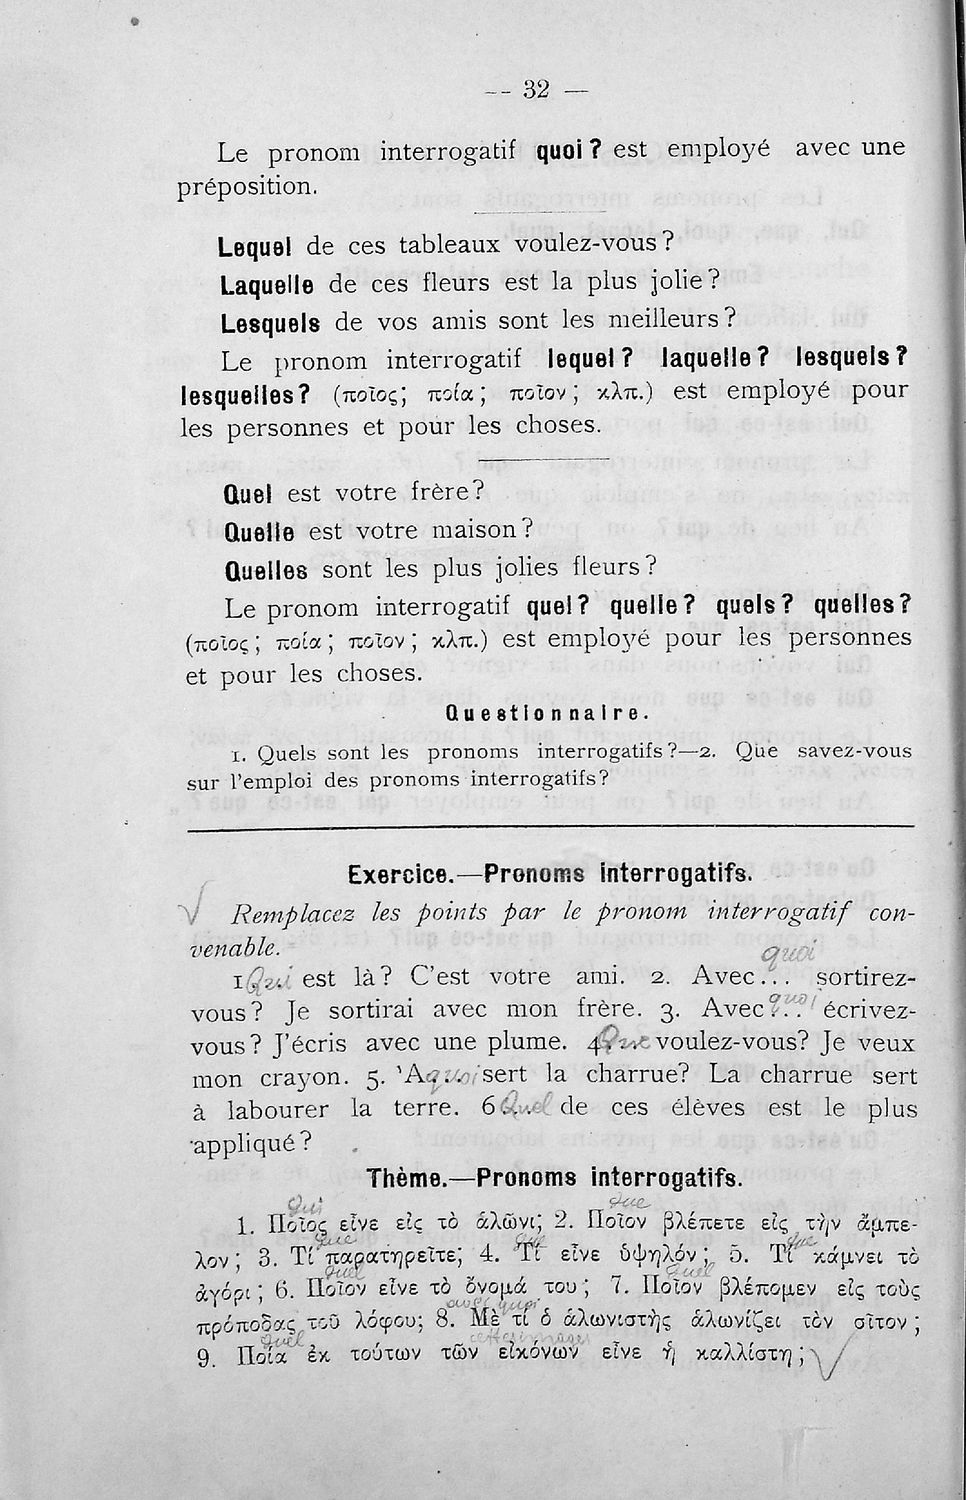 -- 32 —
Le pronom interrogatif quoi ? est employé avec une
préposition.
Lequel de ces tableaux voulez-vous ?
Laquelle de ces fleurs est la plus jolie ?
Lesquels de vos amis sont les meilleurs ?
Le pronom interrogatif lequel ? laquelle ? lesquels ?
lesquelles ? (ποῖος; ποία ; ποῖον ; κλπ.) est employé pour
les personnes et pour les choses.
Quel est votre frère ?
Quelle est votre maison ?
Quelles sont les plus jolies fleurs ?
Le pronom interrogatif quel ? quelle ? quels ? quelles ?
(ποῖος ; ποία ; ποῖον ; κλπ.) est employé pour les personnes
et pour les choses.
Questionnaire.
1. Quels sont les pronoms interrogatifs ?—2. Que savez-vous
sur l'emploi des pronoms interrogatifs ?
Exercice.—Pronoms interrogatifs.
√ Remplacez les points par le pronom interrogatif con-
venable.
quoi
1 Qui... est là ? C'est votre ami. 2. Avec... sortirez-
vous ? Je sortirai avec mon frère. 3. Avec... quoi écrivez-
vous ? J'écris avec une plume. 4. Que... voulez-vous? Je veux
mon crayon. 5. 'A... quoi sert la charrue? La charrue sert
à labourer la terre. 6.... Quel de ces élèves est le plus
appliqué ?
Thème.—Pronoms interrogatifs.
Qui que
1. Ποῖος εἶνε εἰς τὸ ἁλῶνι; 2. Ποῖον βλέπετε εἰς τὴν ἄμπε-
que que que
λον ; 3. Τί παρατηρεῖτε; 4. Τί εἶνε ὑψηλόν ; 5. Τί κάμνει τὸ
quel quel
ἀγόρι ; 6. Ποῖον εἶνε τὸ ὄνομά του ; 7. Ποῖον βλέπομεν εἰς τοὺς
avec quoi
πρόποδας τοῦ λόφου; 8. Μὲ τί ὁ ἁλωνιστὴς ἁλωνίζει τὸν σῖτον ;
quel
9. Ποία ἐκ τούτων τῶν εἰκόνων εἶνε ἡ καλλίστη ; √